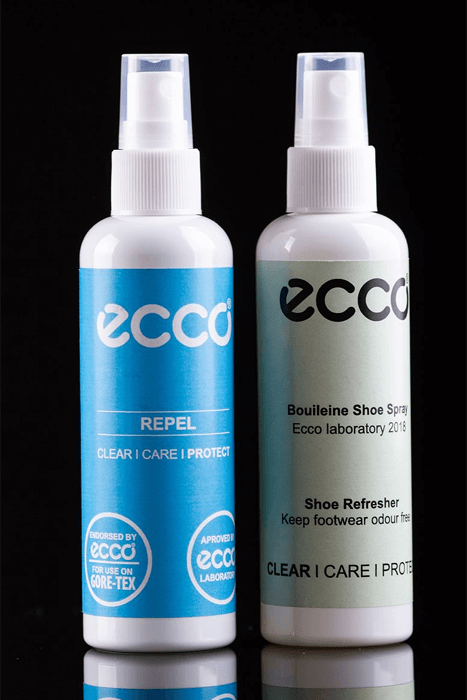 ecco®
REPEL
CLEAR I CARE I PROTECT
ENDORSED BY
ecco®
FOR USE ON
GORE-TEX
APROVED BY
ecco
LABORATORY
ecco®
Bouileine Shoe Spray
Ecco laboratory 2018
Shoe Refresher
Keep footwear odour free
CLEAR I CARE I PROTE